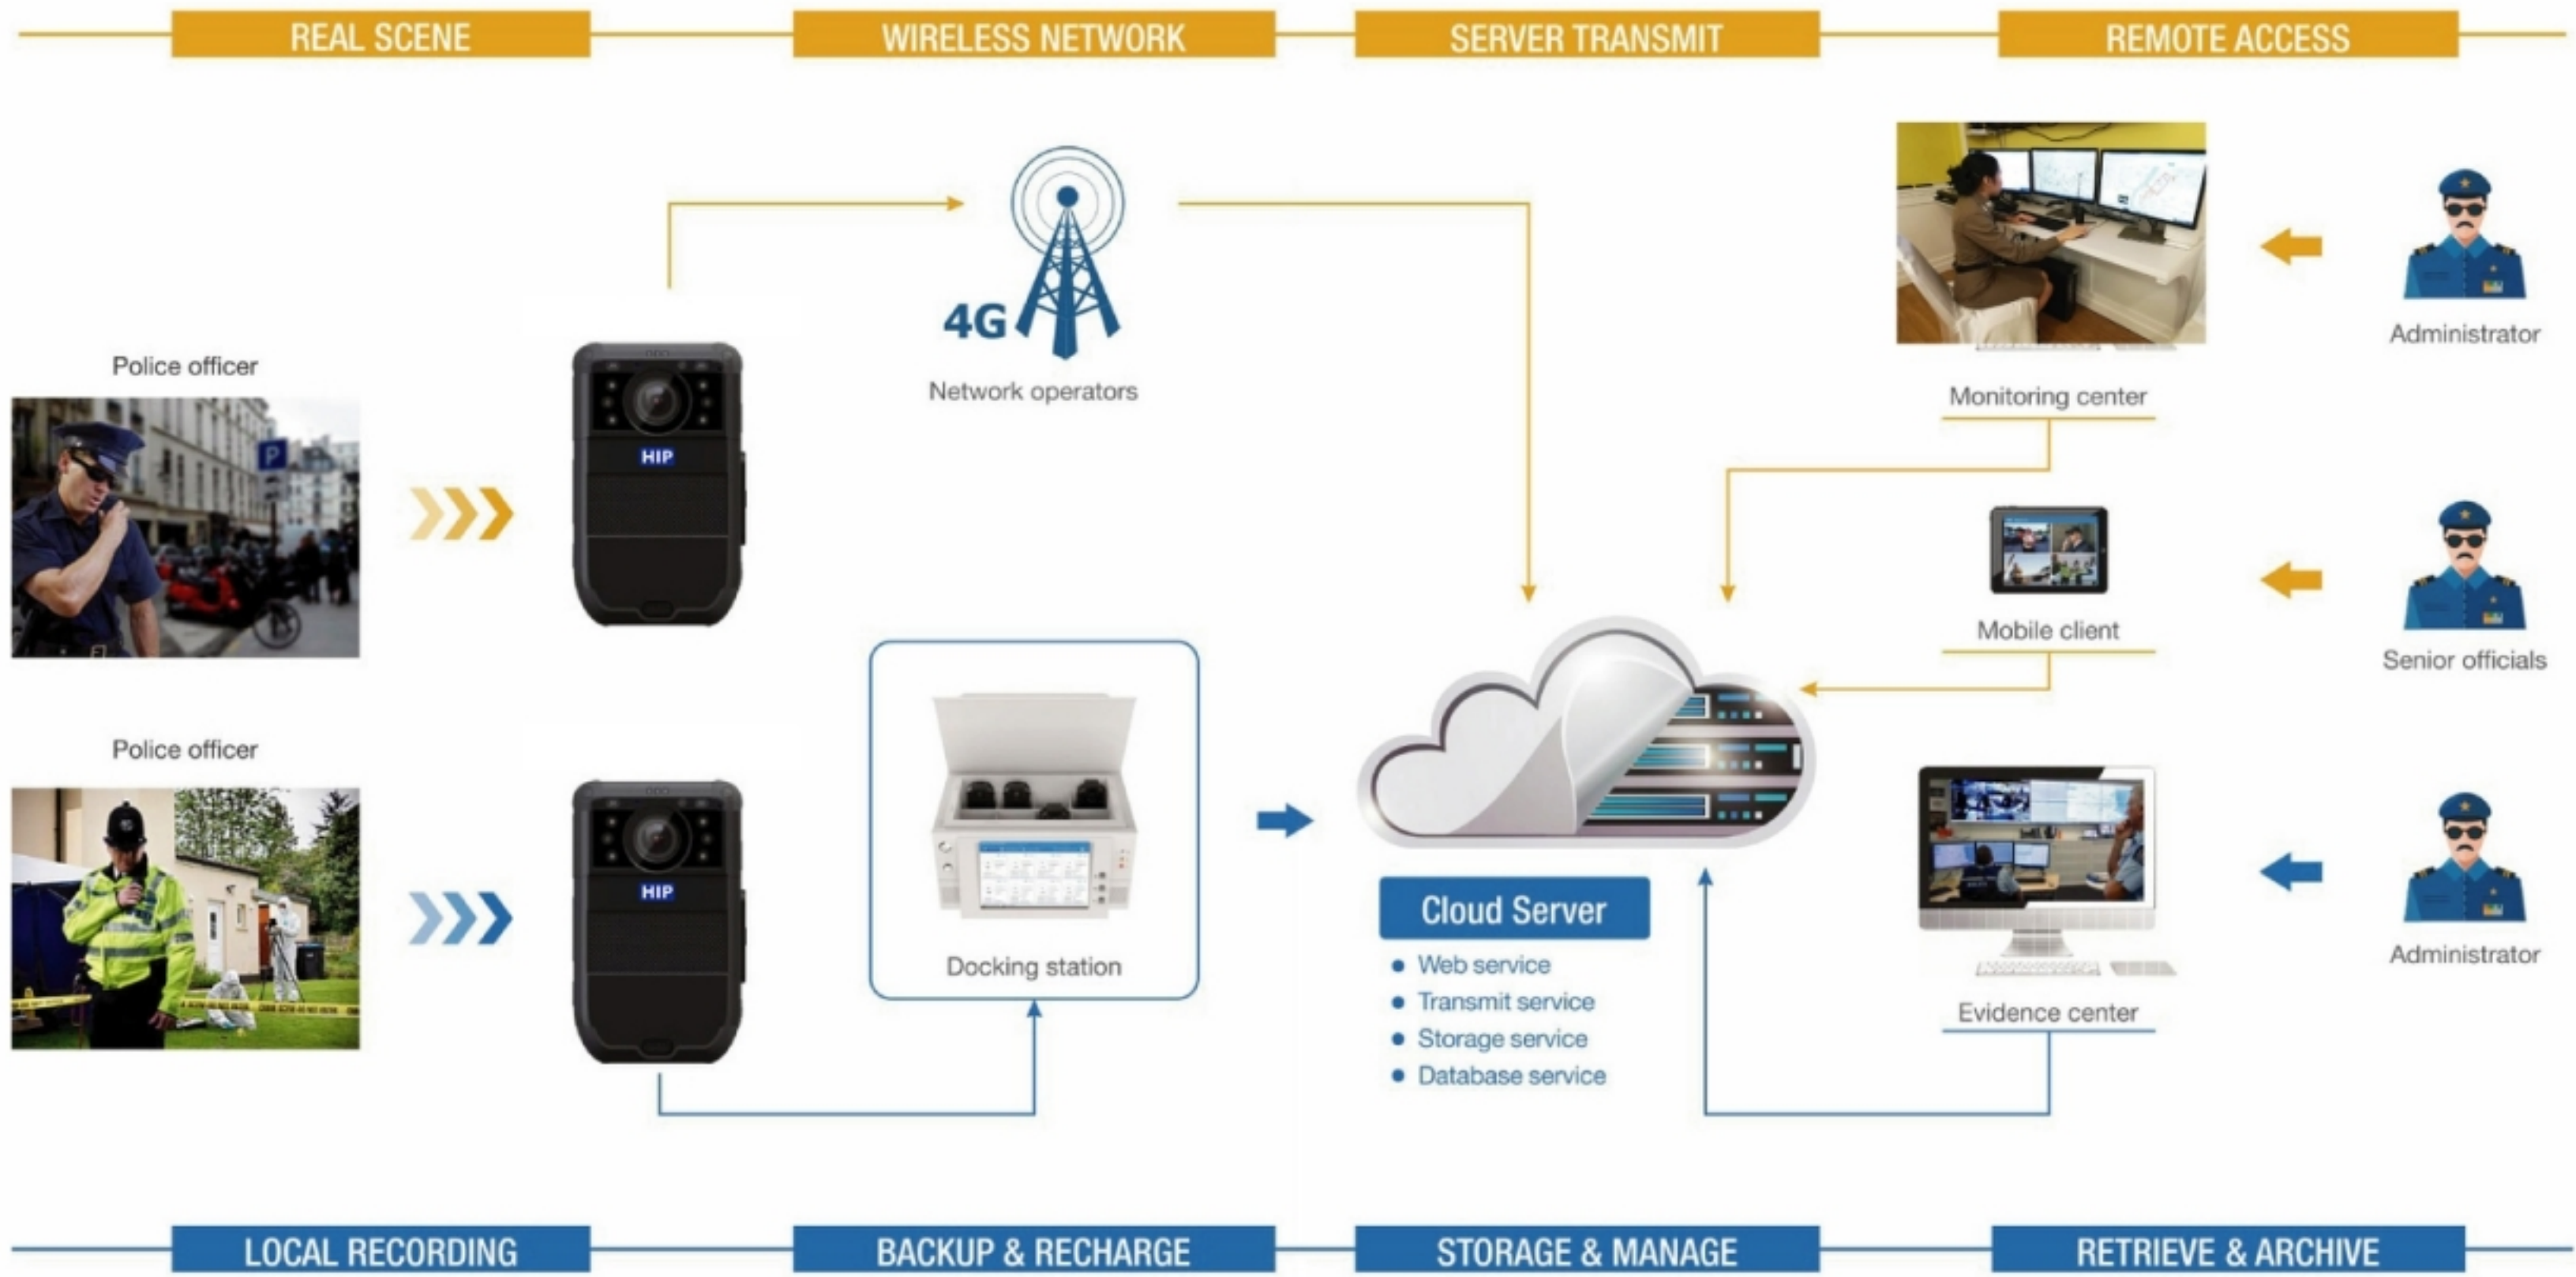 REAL SCENE
WIRELESS NETWORK
SERVER TRANSMIT
REMOTE ACCESS
4G
Network operators
Police officer
HIP
Monitoring center
Administrator
Mobile client
Senior officials
Police officer
P
HIP
Docking station
Cloud Server
Web service
Transmit service
Storage service
Database service
Evidence center
Administrator
LOCAL RECORDING
BACKUP & RECHARGE
STORAGE & MANAGE
RETRIEVE & ARCHIVE